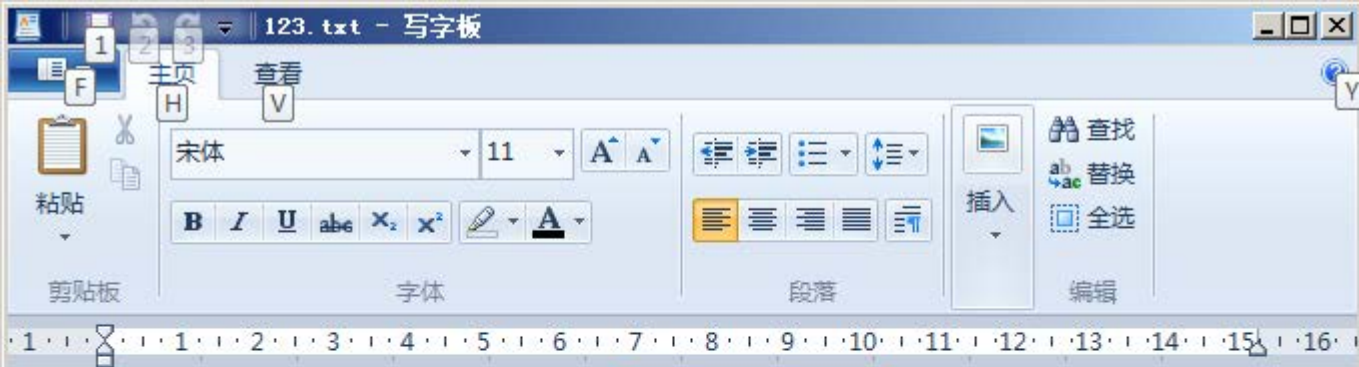 123.txt - 写字板
1 2 3
F
主页 查看
H V Y
粘贴
宋体 11 A A
B I U abc X₂ X² A
插入
查找
ab ac 替换
全选
剪贴板 字体 段落 编辑
1 1 2 3 4 5 6 7 8 9 10 11 12 13 14 15 16